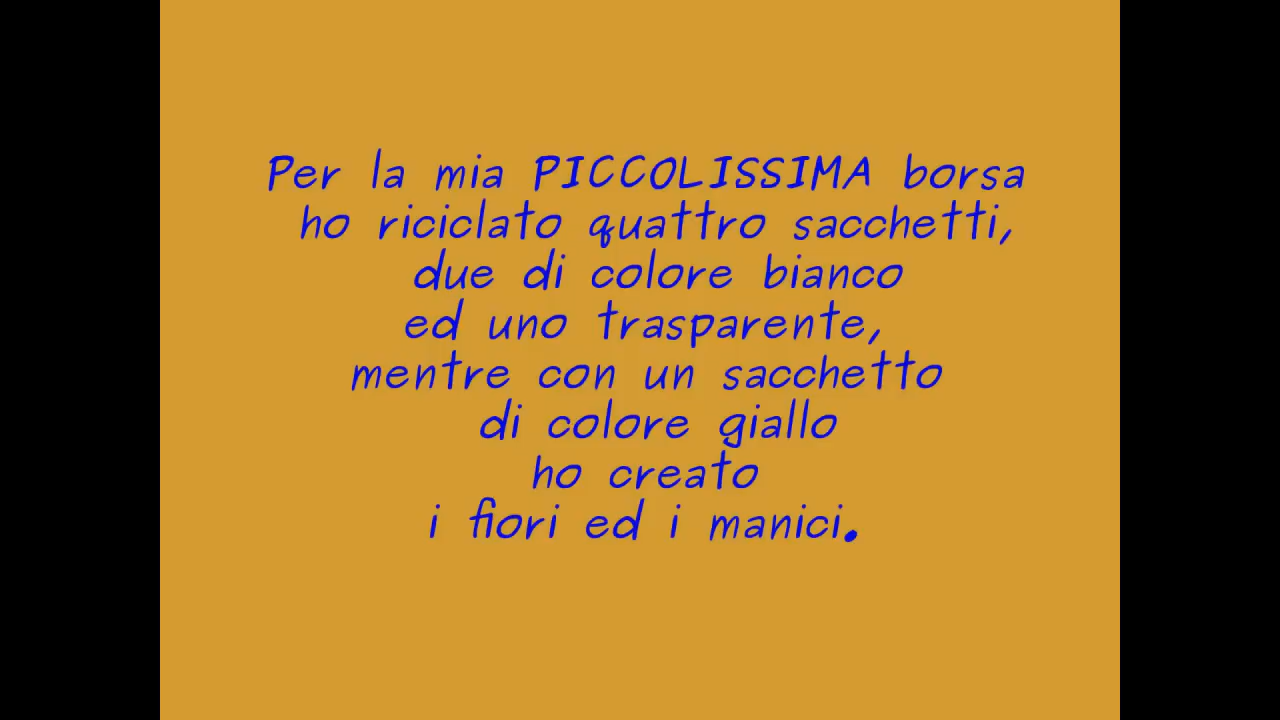 Per la mia PICCOLISSIMA borsa
ho riciclato quattro sacchetti,
due di colore bianco
ed uno trasparente,
mentre con un sacchetto
di colore giallo
ho creato
i fiori ed i manici.